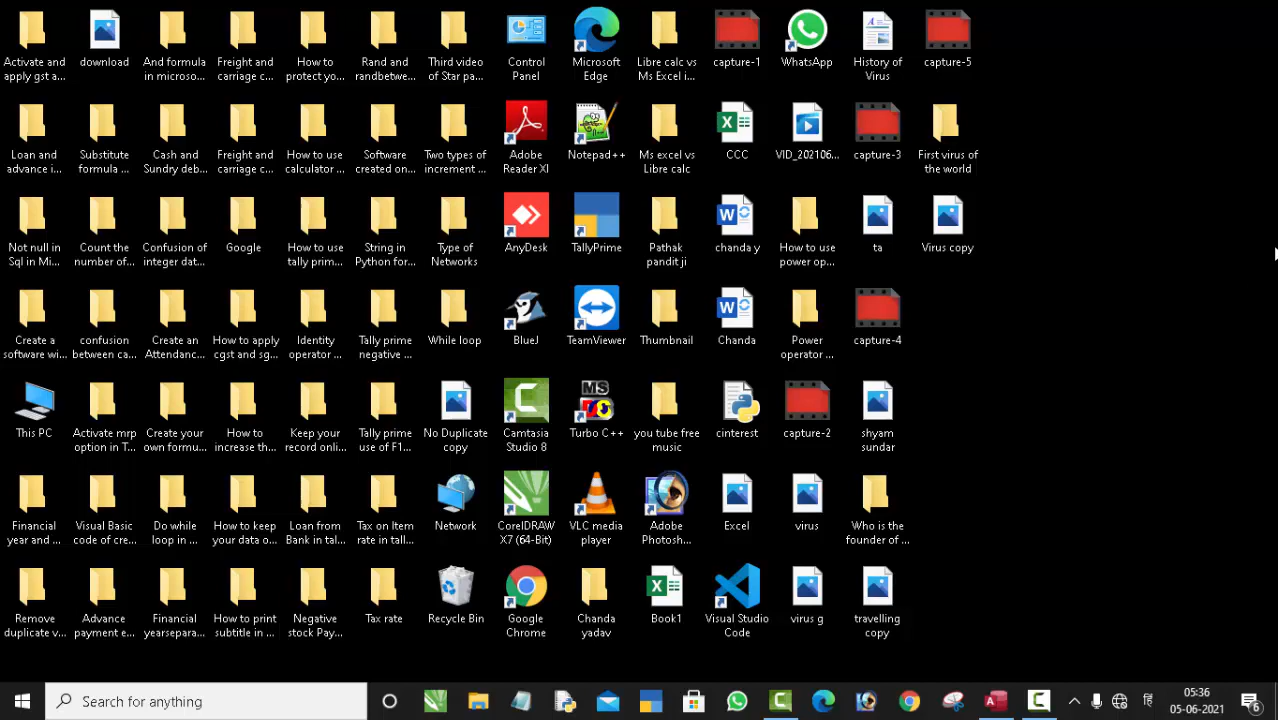 Activate and
apply gst a...
download
And formula
in microso...
Freight and
carriage c...
How to
protect yo...
Rand and
randbetwe...
Third video
of Star pa...
Control
Panel
Microsoft
Edge
Libre calc vs
Ms Excel i...
capture-1
WhatsApp
History of
Virus
capture-5
Loan and
advance i...
Substitute
formula ...
Cash and
Sundry deb...
Freight and
carriage c...
How to use
calculator ...
Software
created on...
Two types of
increment ...
Adobe
Reader XI
Notepad++
Ms excel vs
Libre calc
CCC
VID_202106...
capture-3
First virus of
the world
Not null in
Sql in Mi...
Count the
number of...
Confusion of
integer dat...
Google
How to use
tally prim...
String in
Python for...
Type of
Networks
AnyDesk
TallyPrime
Pathak
pandit ji
chanda y
How to use
power op...
ta
Virus copy
Create a
software wi...
confusion
between ca...
Create an
Attendanc...
How to apply
cgst and sg...
Identity
operator ...
Tally prime
negative ...
While loop
BlueJ
TeamViewer
Thumbnail
Chanda
Power
operator ...
capture-4
This PC
Activate mrp
option in T...
Create your
own formu...
How to
increase th...
Keep your
record onli...
Tally prime
use of F1...
No Duplicate
copy
Camtasia
Studio 8
MS
Turbo C++
you tube free
music
cinterest
capture-2
shyam
sundar
Financial
year and ...
Visual Basic
code of cre...
Do while
loop in ...
How to keep
your data o...
Loan from
Bank in tal...
Tax on Item
rate in tall...
Network
CorelDRAW
X7 (64-Bit)
VLC media
player
Adobe
Photosh...
Excel
virus
Who is the
founder of ...
Remove
duplicate v...
Advance
payment e...
Financial
yearsepara...
How to print
subtitle in ...
Negative
stock Pay...
Tax rate
Recycle Bin
Google
Chrome
Chanda
yadav
Book1
Visual Studio
Code
virus g
travelling
copy
Search for anything
05:36
05-06-2021
6